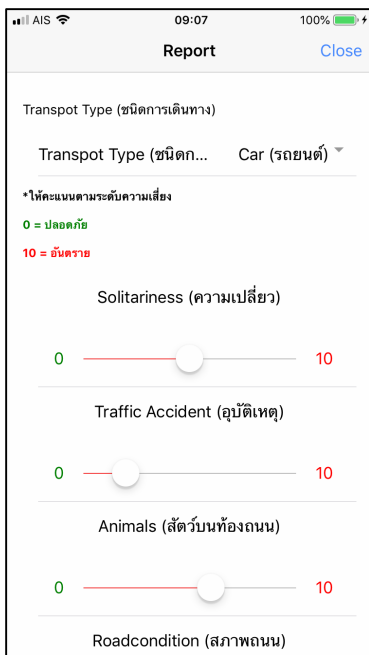 AIS 09:07 100%
Report Close
Transpot Type (ชนิดการเดินทาง)
Transpot Type (ชนิดก... Car (รถยนต์)
*ให้คะแนนตามระดับความเสี่ยง
0 = ปลอดภัย
10 = อันตราย
Solitariness (ความเปลี่ยว)
0 10
Traffic Accident (อุบัติเหตุ)
0 10
Animals (สัตว์บนท้องถนน)
0 10
Roadcondition (สภาพถนน)